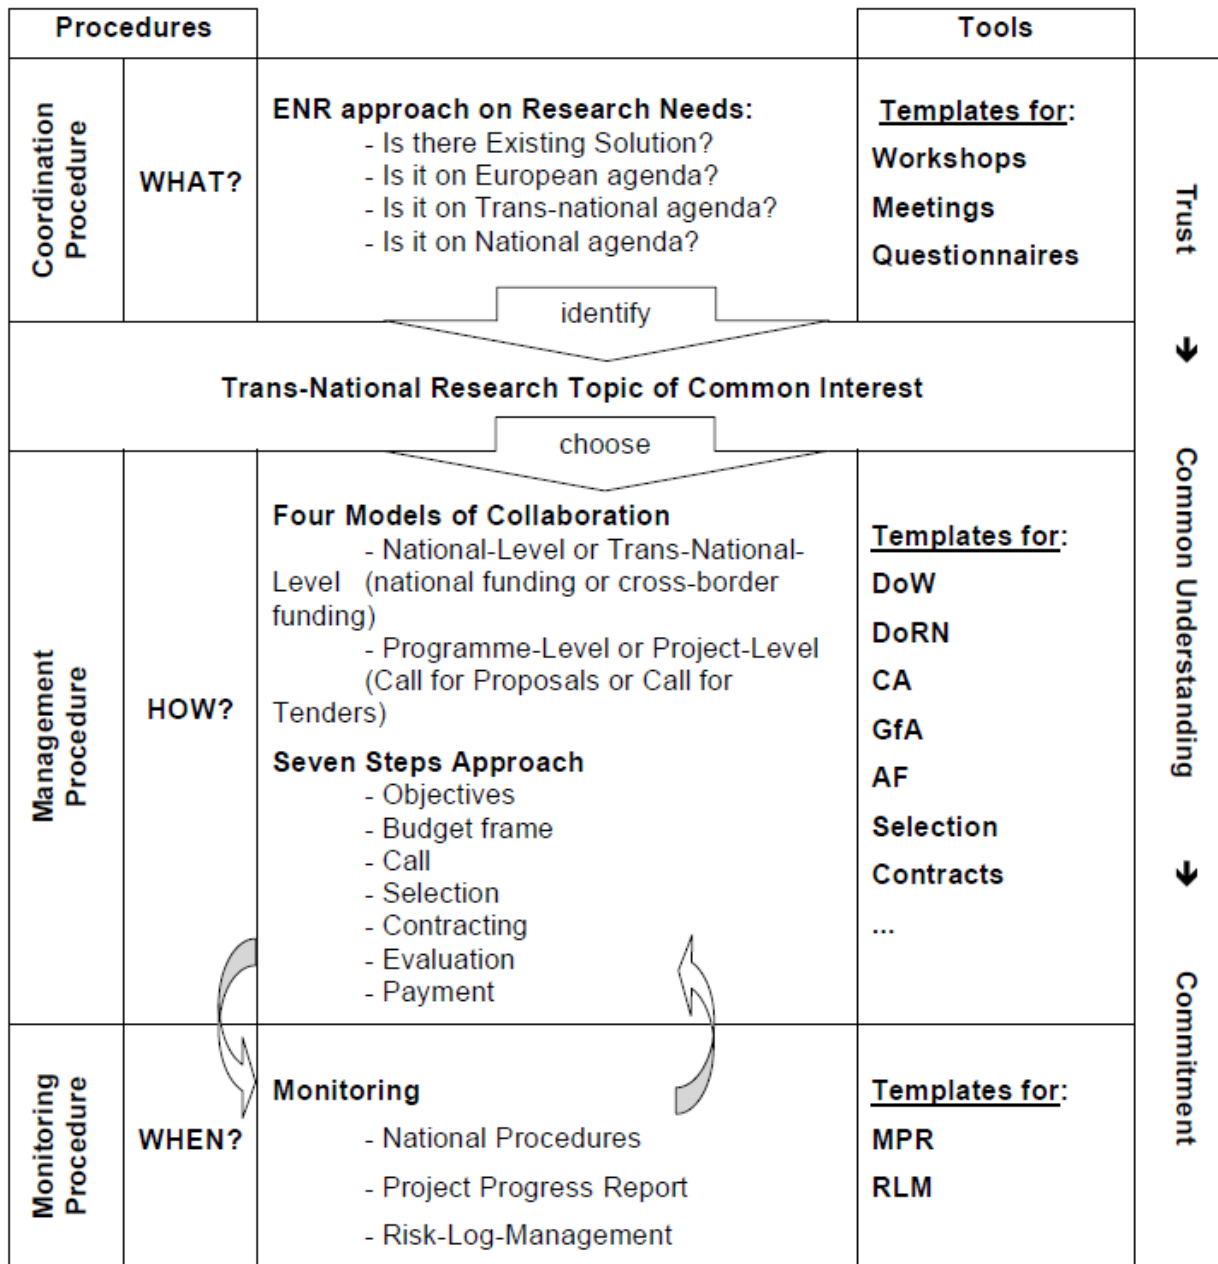 Procedures
Tools
Coordination
Procedure
WHAT?
ENR approach on Research Needs:
- Is there Existing Solution?
- Is it on European agenda?
- Is it on Trans-national agenda?
- Is it on National agenda?
Templates for:
Workshops
Meetings
Questionnaires
Trust
identify
Trans-National Research Topic of Common Interest
choose
Management
Procedure
HOW?
Four Models of Collaboration
- National-Level or Trans-National-
Level (national funding or cross-border
funding)
- Programme-Level or Project-Level
(Call for Proposals or Call for
Tenders)
Seven Steps Approach
- Objectives
- Budget frame
- Call
- Selection
- Contracting
- Evaluation
- Payment
Templates for:
DoW
DoRN
CA
GfA
AF
Selection
Contracts
...
Common Understanding
Monitoring
Procedure
WHEN?
Monitoring
- National Procedures
- Project Progress Report
- Risk-Log-Management
Templates for:
MPR
RLM
Commitment